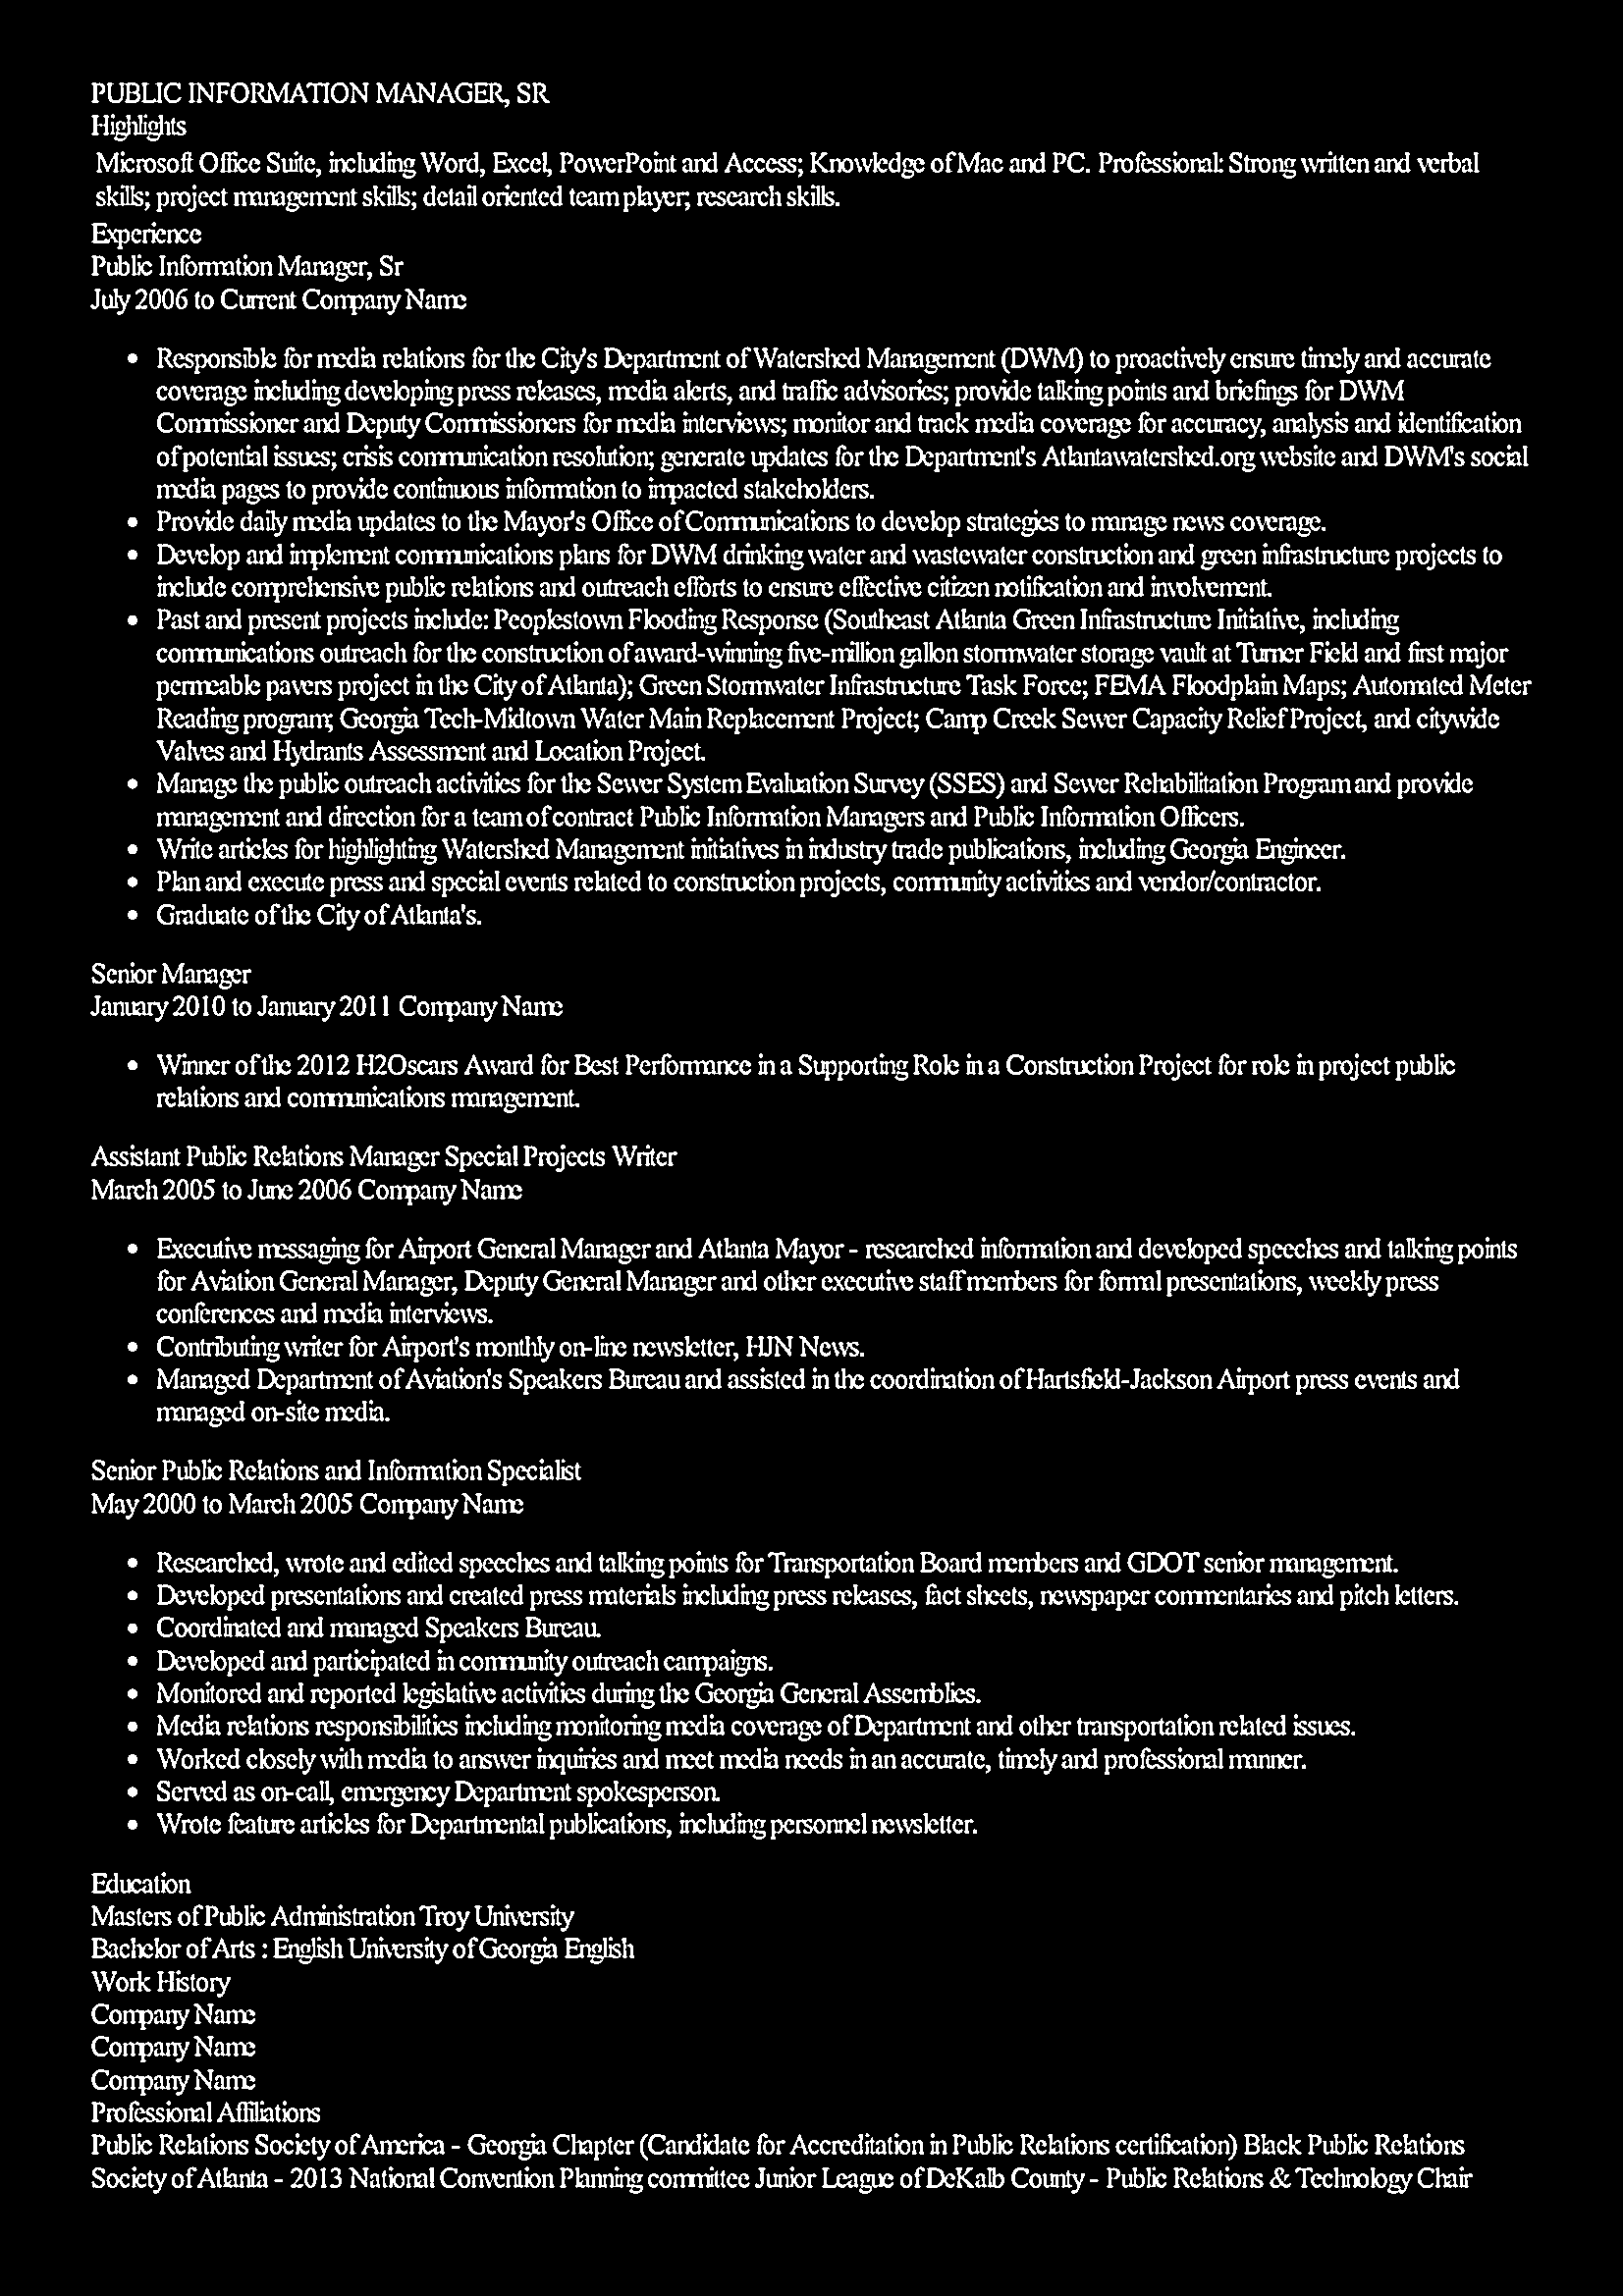 PUBLIC INFORMATION MANAGER, SR
Highlights
Microsoft Office Suite, including Word, Excel, PowerPoint and Access; Knowledge of Mac and PC. Professional: Strong written and verbal
skills; project management skills; detail oriented team player; research skills.
Experience
Public Information Manager, Sr
July 2006 to Current Company Name
• Responsible for media relations for the City's Department of Watershed Management (DWM) to proactively ensure timely and accurate
coverage including developing press releases, media alerts, and traffic advisories; provide talking points and briefings for DWM
Commissioner and Deputy Commissioners for media interviews; monitor and track media coverage for accuracy, analysis and identification
of potential issues; crisis communication resolution; generate updates for the Department's Atlantawatershed.org website and DWM's social
media pages to provide continuous information to impacted stakeholders.
• Provide daily media updates to the Mayor's Office of Communications to develop strategies to manage news coverage.
• Develop and implement communications plans for DWM drinking water and wastewater construction and green infrastructure projects to
include comprehensive public relations and outreach efforts to ensure effective citizen notification and involvement.
• Past and present projects include: Peoplestown Flooding Response (Southeast Atlanta Green Infrastructure Initiative, including
communications outreach for the construction of award-winning five-million gallon stormwater storage vault at Turner Field and first major
permeable pavers project in the City of Atlanta); Green Stormwater Infrastructure Task Force; FEMA Floodplain Maps; Automated Meter
Reading program; Georgia Tech-Midtown Water Main Replacement Project; Camp Creek Sewer Capacity Relief Project, and citywide
Valves and Hydrants Assessment and Location Project.
• Manage the public outreach activities for the Sewer System Evaluation Survey (SSES) and Sewer Rehabilitation Program and provide
management and direction for a team of contract Public Information Managers and Public Information Officers.
• Write articles for highlighting Watershed Management initiatives in industry trade publications, including Georgia Engineer.
• Plan and execute press and special events related to construction projects, community activities and vendor/contractor.
• Graduate of the City of Atlanta's.
Senior Manager
January 2010 to January 2011 Company Name
• Winner of the 2012 H2Oscars Award for Best Performance in a Supporting Role in a Construction Project for role in project public
relations and communications management.
Assistant Public Relations Manager Special Projects Writer
March 2005 to June 2006 Company Name
• Executive messaging for Airport General Manager and Atlanta Mayor - researched information and developed speeches and talking points
for Aviation General Manager, Deputy General Manager and other executive staff members for formal presentations, weekly press
conferences and media interviews.
• Contributing writer for Airport's monthly on-line newsletter, HJN News.
• Managed Department of Aviation's Speakers Bureau and assisted in the coordination of Hartsfield-Jackson Airport press events and
managed on-site media.
Senior Public Relations and Information Specialist
May 2000 to March 2005 Company Name
• Researched, wrote and edited speeches and talking points for Transportation Board members and GDOT senior management.
• Developed presentations and created press materials including press releases, fact sheets, newspaper commentaries and pitch letters.
• Coordinated and managed Speakers Bureau.
• Developed and participated in community outreach campaigns.
• Monitored and reported legislative activities during the Georgia General Assemblies.
• Media relations responsibilities including monitoring media coverage of Department and other transportation related issues.
• Worked closely with media to answer inquiries and meet media needs in an accurate, timely and professional manner.
• Served as on-call, emergency Department spokesperson.
• Wrote feature articles for Departmental publications, including personnel newsletter.
Education
Masters of Public Administration Troy University
Bachelor of Arts : English University of Georgia English
Work History
Company Name
Company Name
Company Name
Professional Affiliations
Public Relations Society of America - Georgia Chapter (Candidate for Accreditation in Public Relations certification) Black Public Relations
Society of Atlanta - 2013 National Convention Planning committee Junior League of DeKalb County - Public Relations & Technology Chair